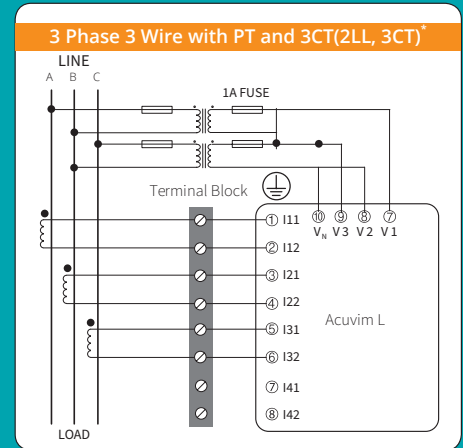 3 Phase 3 Wire with PT and 3CT(2LL, 3CT)*
LINE
A B C
1A FUSE
Terminal Block
⑩ ⑨ ⑧ ⑦
VN V3 V2 V1
① I11
② I12
③ I21
④ I22
⑤ I31
⑥ I32
⑦ I41
⑧ I42
Acuvim L
LOAD